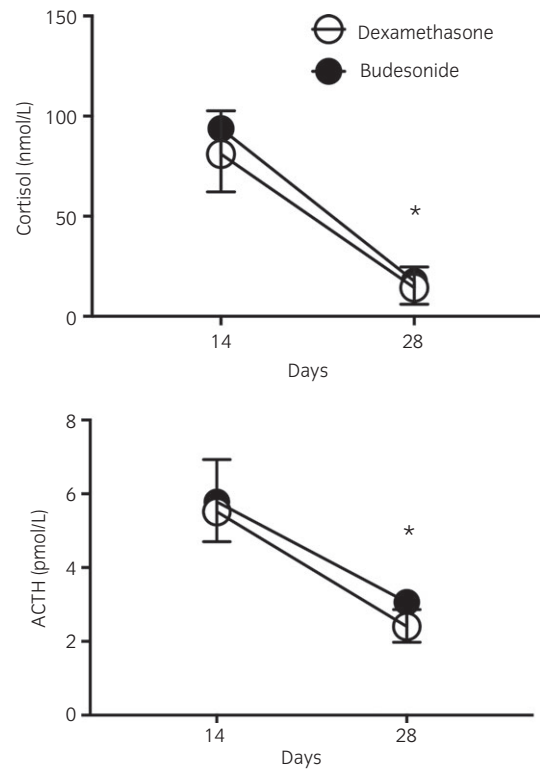 150
Dexamethasone
Budesonide
100
Cortisol (nmol/L)
50
*
0
14
28
Days
8
6
*
ACTH (pmol/L)
4
2
0
14
28
Days